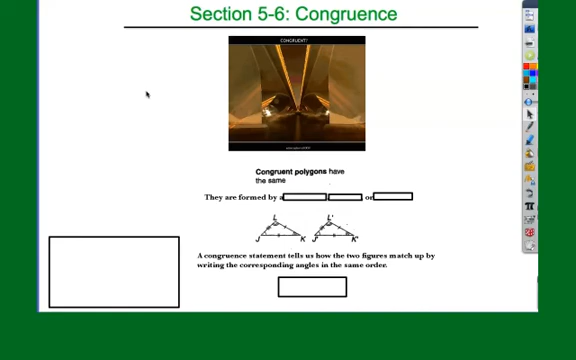 Section 5-6: Congruence
CONGRUENT?
Congruent polygons have
the same
They are formed by a or
L L'
J K J' K'
A congruence statement tells us how the two figures match up by
writing the corresponding angles in the same order.